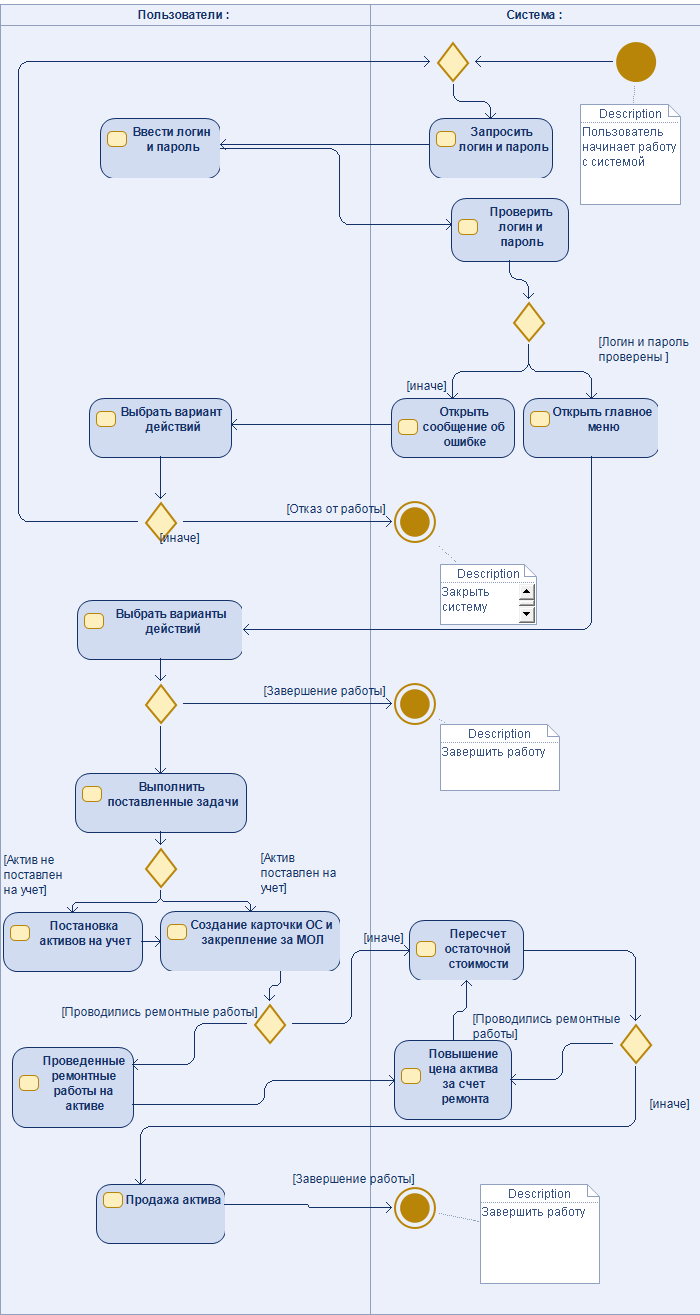 Пользователи :
Система :
Description
Пользователь
начинает работу
с системой
Ввести логин
и пароль
Запросить
логин и пароль
Проверить
логин и
пароль
[Логин и пароль
проверены ]
[иначе]
Выбрать вариант
действий
Открыть
сообщение об
ошибке
Открыть главное
меню
[Отказ от работы]
[иначе]
Description
Закрыть
систему
Выбрать варианты
действий
[Завершение работы]
Description
Завершить работу
Выполнить
поставленные задачи
[Актив не
поставлен
на учет]
[Актив
поставлен на
учет]
Постановка
активов на учет
Создание карточки ОС и
закрепление за МОЛ
[иначе]
Пересчет
остаточной
стоимости
[Проводились ремонтные работы]
[Проводились ремонтные
работы]
Проведенные
ремонтные
работы на
активе
Повышение
цена актива
за счет
ремонта
[иначе]
Продажа актива
[Завершение работы]
Description
Завершить работу